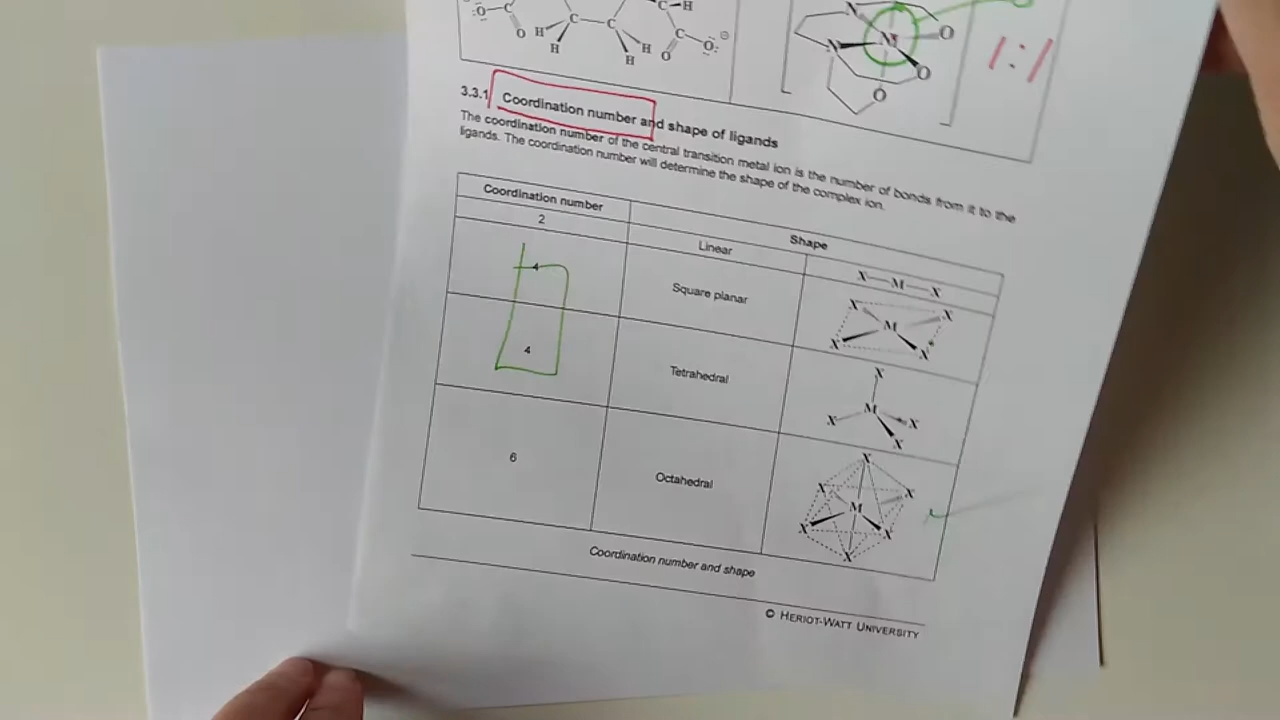 O C C C H
O H H H C O
H H O
N M N O O O
1:1
3.3.1 Coordination number and shape of ligands
The coordination number of the central transition metal ion is the number of bonds from it to the
ligands. The coordination number will determine the shape of the complex ion.
Coordination number Shape
2 Linear X—M—X
4 Square planar X X M X X
4 Tetrahedral X M X X X
6 Octahedral X X X M X X X
Coordination number and shape
© HERIOT-WATT UNIVERSITY